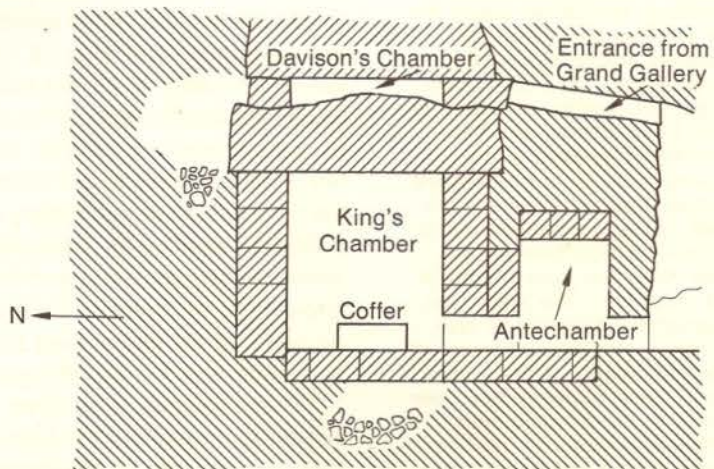 Davison's Chamber
Entrance from
Grand Gallery
King's
Chamber
N
Coffer
Antechamber